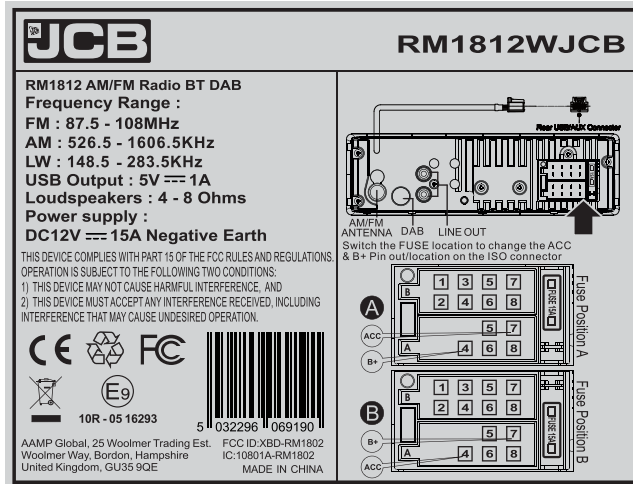 JCB
RM1812WJCB
RM1812 AM/FM Radio BT DAB
Frequency Range :
FM : 87.5 - 108MHz
AM : 526.5 - 1606.5KHz
LW : 148.5 - 283.5KHz
USB Output : 5V 1A
Loudspeakers : 4 - 8 Ohms
Power supply :
DC12V 15A Negative Earth
THIS DEVICE COMPLIES WITH PART 15 OF THE FCC RULES AND REGULATIONS.
OPERATION IS SUBJECT TO THE FOLLOWING TWO CONDITIONS:
1) THIS DEVICE MAY NOT CAUSE HARMFUL INTERFERENCE, AND
2) THIS DEVICE MUST ACCEPT ANY INTERFERENCE RECEIVED, INCLUDING
INTERFERENCE THAT MAY CAUSE UNDESIRED OPERATION.
CE FC
E9
10R - 05 16293
5 032296 069190
AAMP Global, 25 Woolmer Trading Est.
Woolmer Way, Bordon, Hampshire
United Kingdom, GU35 9QE
FCC ID:XBD-RM1802
IC:10801A-RM1802
MADE IN CHINA
Rear USB/AUX Connector
AM/FM
ANTENNA
DAB
LINE OUT
Switch the FUSE location to change the ACC
& B+ Pin out/location on the ISO connector
A
B
1 3 5 7
2 4 6 8
5 7
A
4 6 8
ACC
B+
FUSE 15A
Fuse Position A
B
B
1 3 5 7
2 4 6 8
5 7
A
4 6 8
B+
ACC
FUSE 15A
Fuse Position B